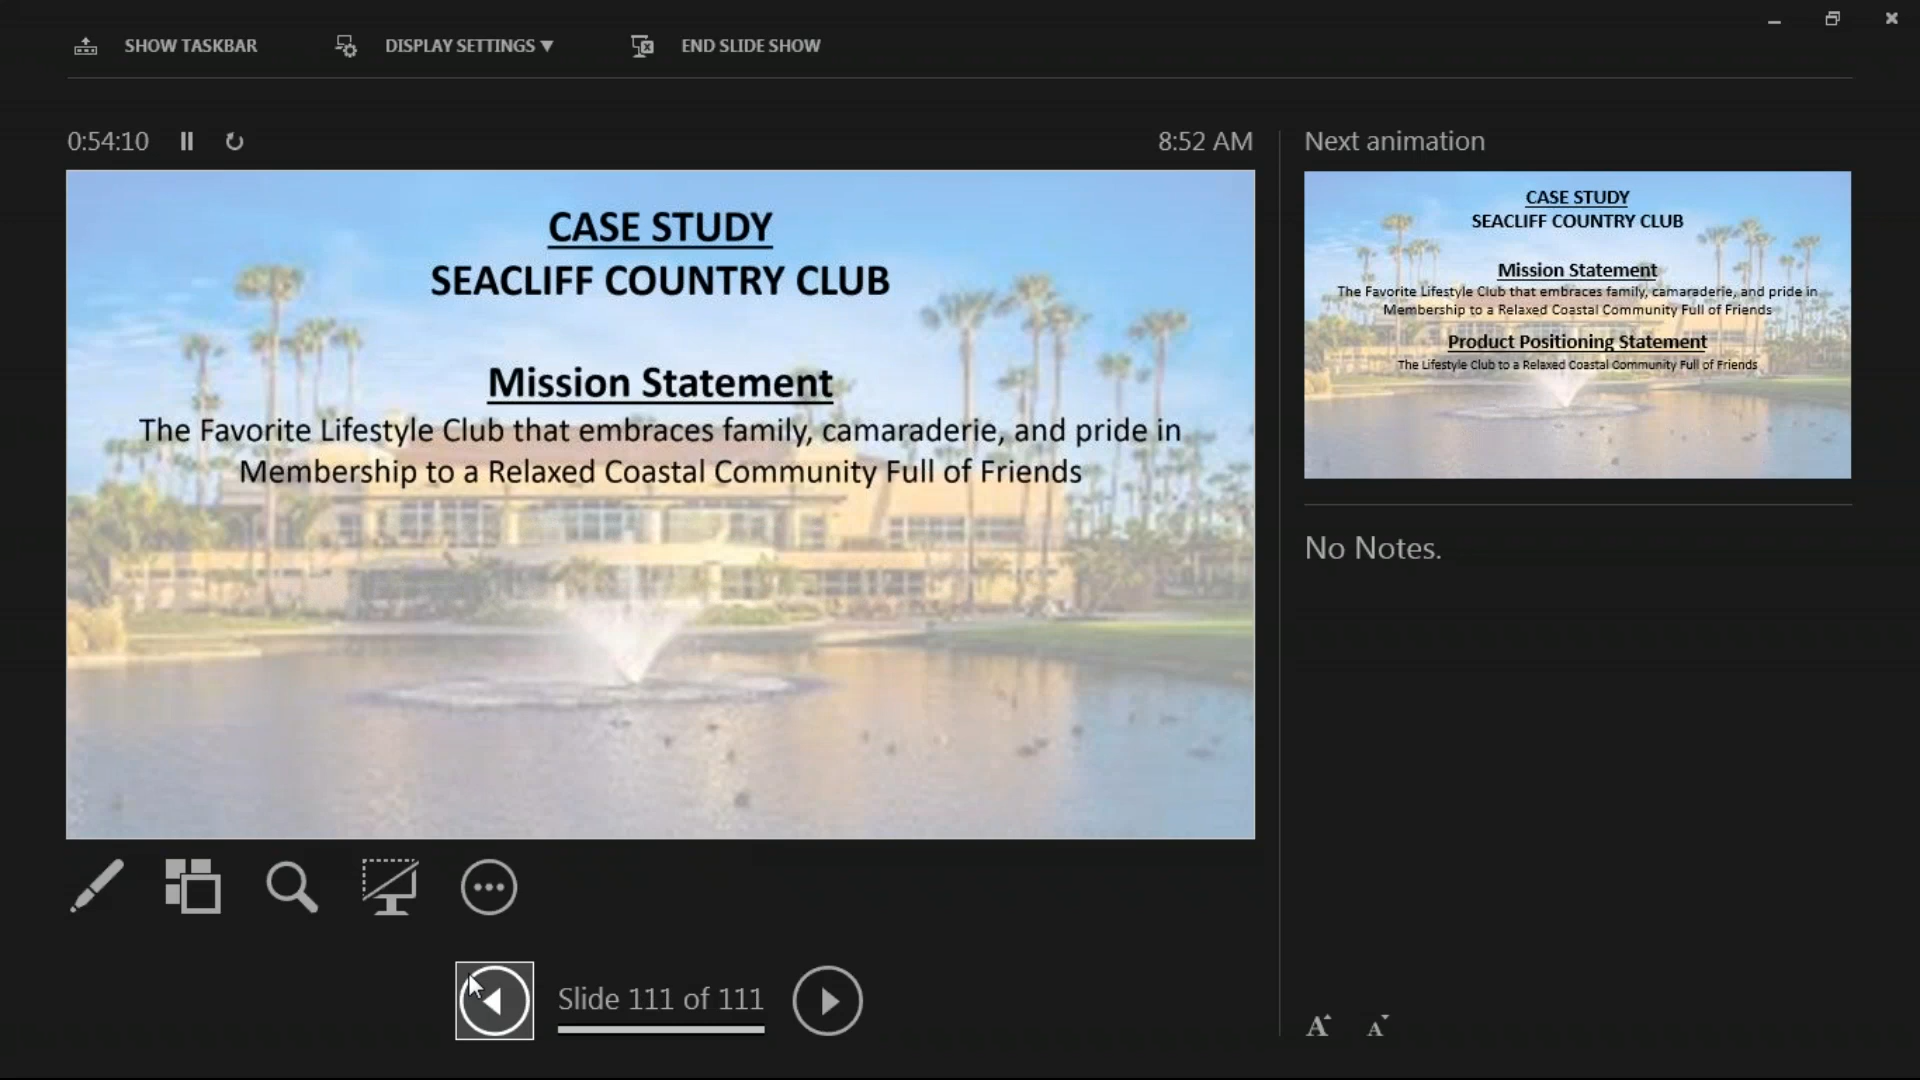 SHOW TASKBAR
DISPLAY SETTINGS ▼
END SLIDE SHOW
0:54:10
8:52 AM
CASE STUDY
SEACLIFF COUNTRY CLUB
Mission Statement
The Favorite Lifestyle Club that embraces family, camaraderie, and pride in
Membership to a Relaxed Coastal Community Full of Friends
Slide 111 of 111
Next animation
CASE STUDY
SEACLIFF COUNTRY CLUB
Mission Statement
The Favorite Lifestyle Club that embraces family, camaraderie, and pride in
Membership to a Relaxed Coastal Community Full of Friends
Product Positioning Statement
The Lifestyle Club to a Relaxed Coastal Community Full of Friends
No Notes.
A A